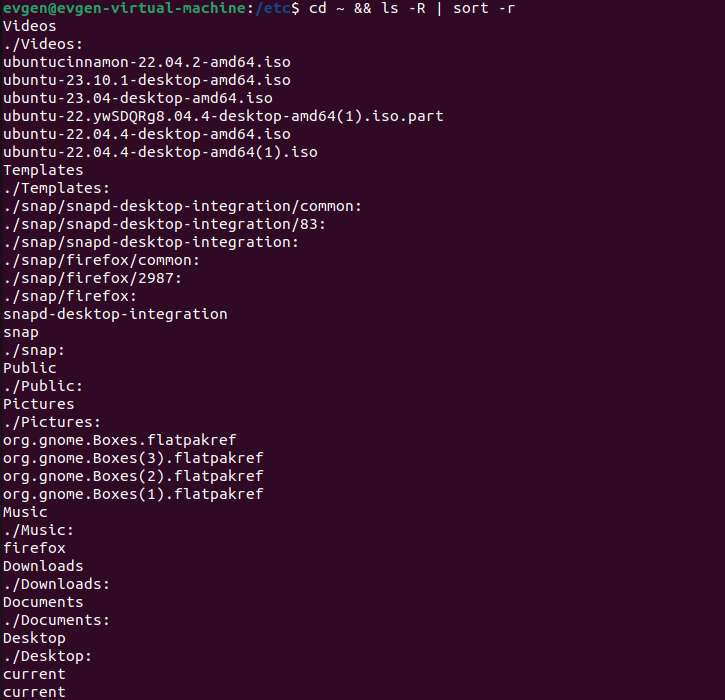 evgen@evgen-virtual-machine:/etc$ cd ~ && ls -R | sort -r
Videos
./Videos:
ubuntucinnamon-22.04.2-amd64.iso
ubuntu-23.10.1-desktop-amd64.iso
ubuntu-23.04-desktop-amd64.iso
ubuntu-22.ywSDQRg8.04.4-desktop-amd64(1).iso.part
ubuntu-22.04.4-desktop-amd64.iso
ubuntu-22.04.4-desktop-amd64(1).iso
Templates
./Templates:
./snap/snapd-desktop-integration/common:
./snap/snapd-desktop-integration/83:
./snap/snapd-desktop-integration:
./snap/firefox/common:
./snap/firefox/2987:
./snap/firefox:
snapd-desktop-integration
snap
./snap:
Public
./Public:
Pictures
./Pictures:
org.gnome.Boxes.flatpakref
org.gnome.Boxes(3).flatpakref
org.gnome.Boxes(2).flatpakref
org.gnome.Boxes(1).flatpakref
Music
./Music:
firefox
Downloads
./Downloads:
Documents
./Documents:
Desktop
./Desktop:
current
current